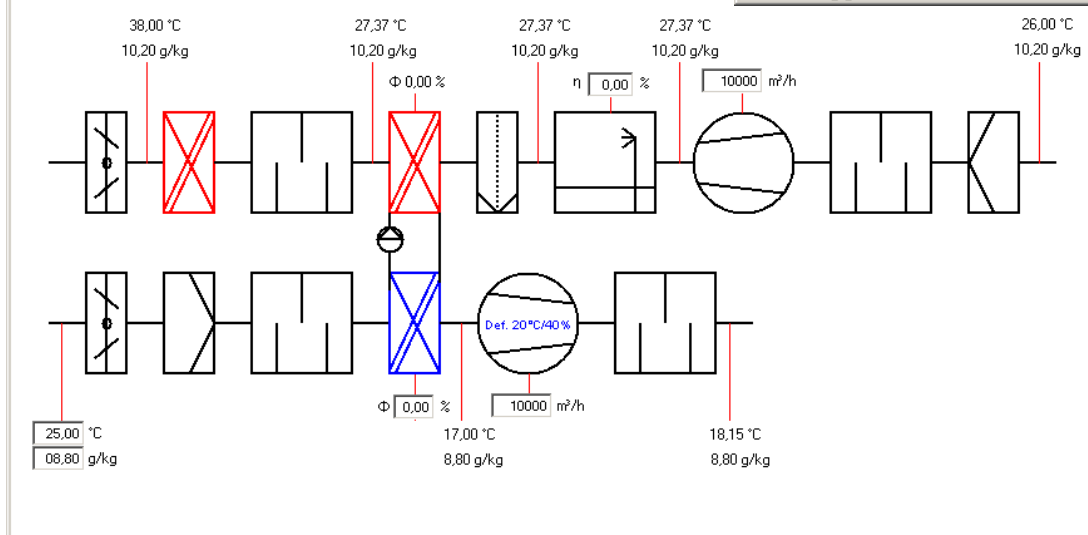 38,00 °C 27,37 °C 27,37 °C 27,37 °C 26,00 °C
10,20 g/kg 10,20 g/kg 10,20 g/kg 10,20 g/kg 10,20 g/kg
Φ 0,00 % η 0,00 % 10000 m³/h
Def. 20°C/40%
Φ 0,00 % 10000 m³/h
25,00 °C 17,00 °C 18,15 °C
08,80 g/kg 8,80 g/kg 8,80 g/kg